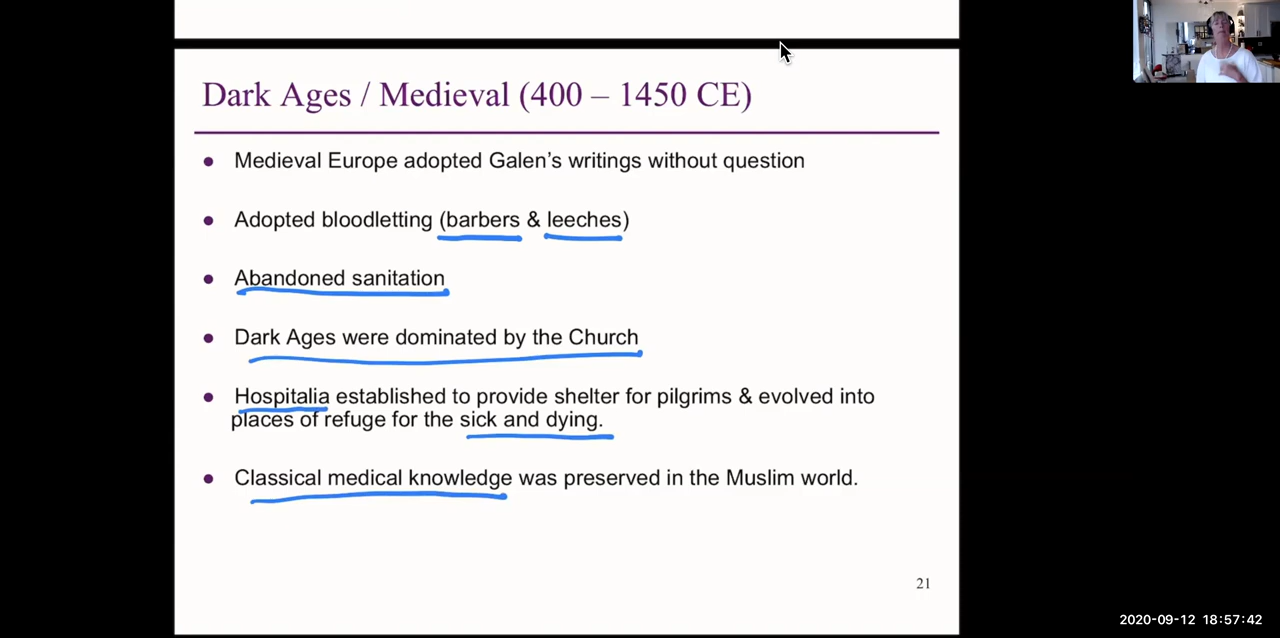 Dark Ages / Medieval (400 – 1450 CE)
● Medieval Europe adopted Galen’s writings without question
● Adopted bloodletting (barbers & leeches)
● Abandoned sanitation
● Dark Ages were dominated by the Church
● Hospitalia established to provide shelter for pilgrims & evolved into
places of refuge for the sick and dying.
● Classical medical knowledge was preserved in the Muslim world.
21
2020-09-12 18:57:42